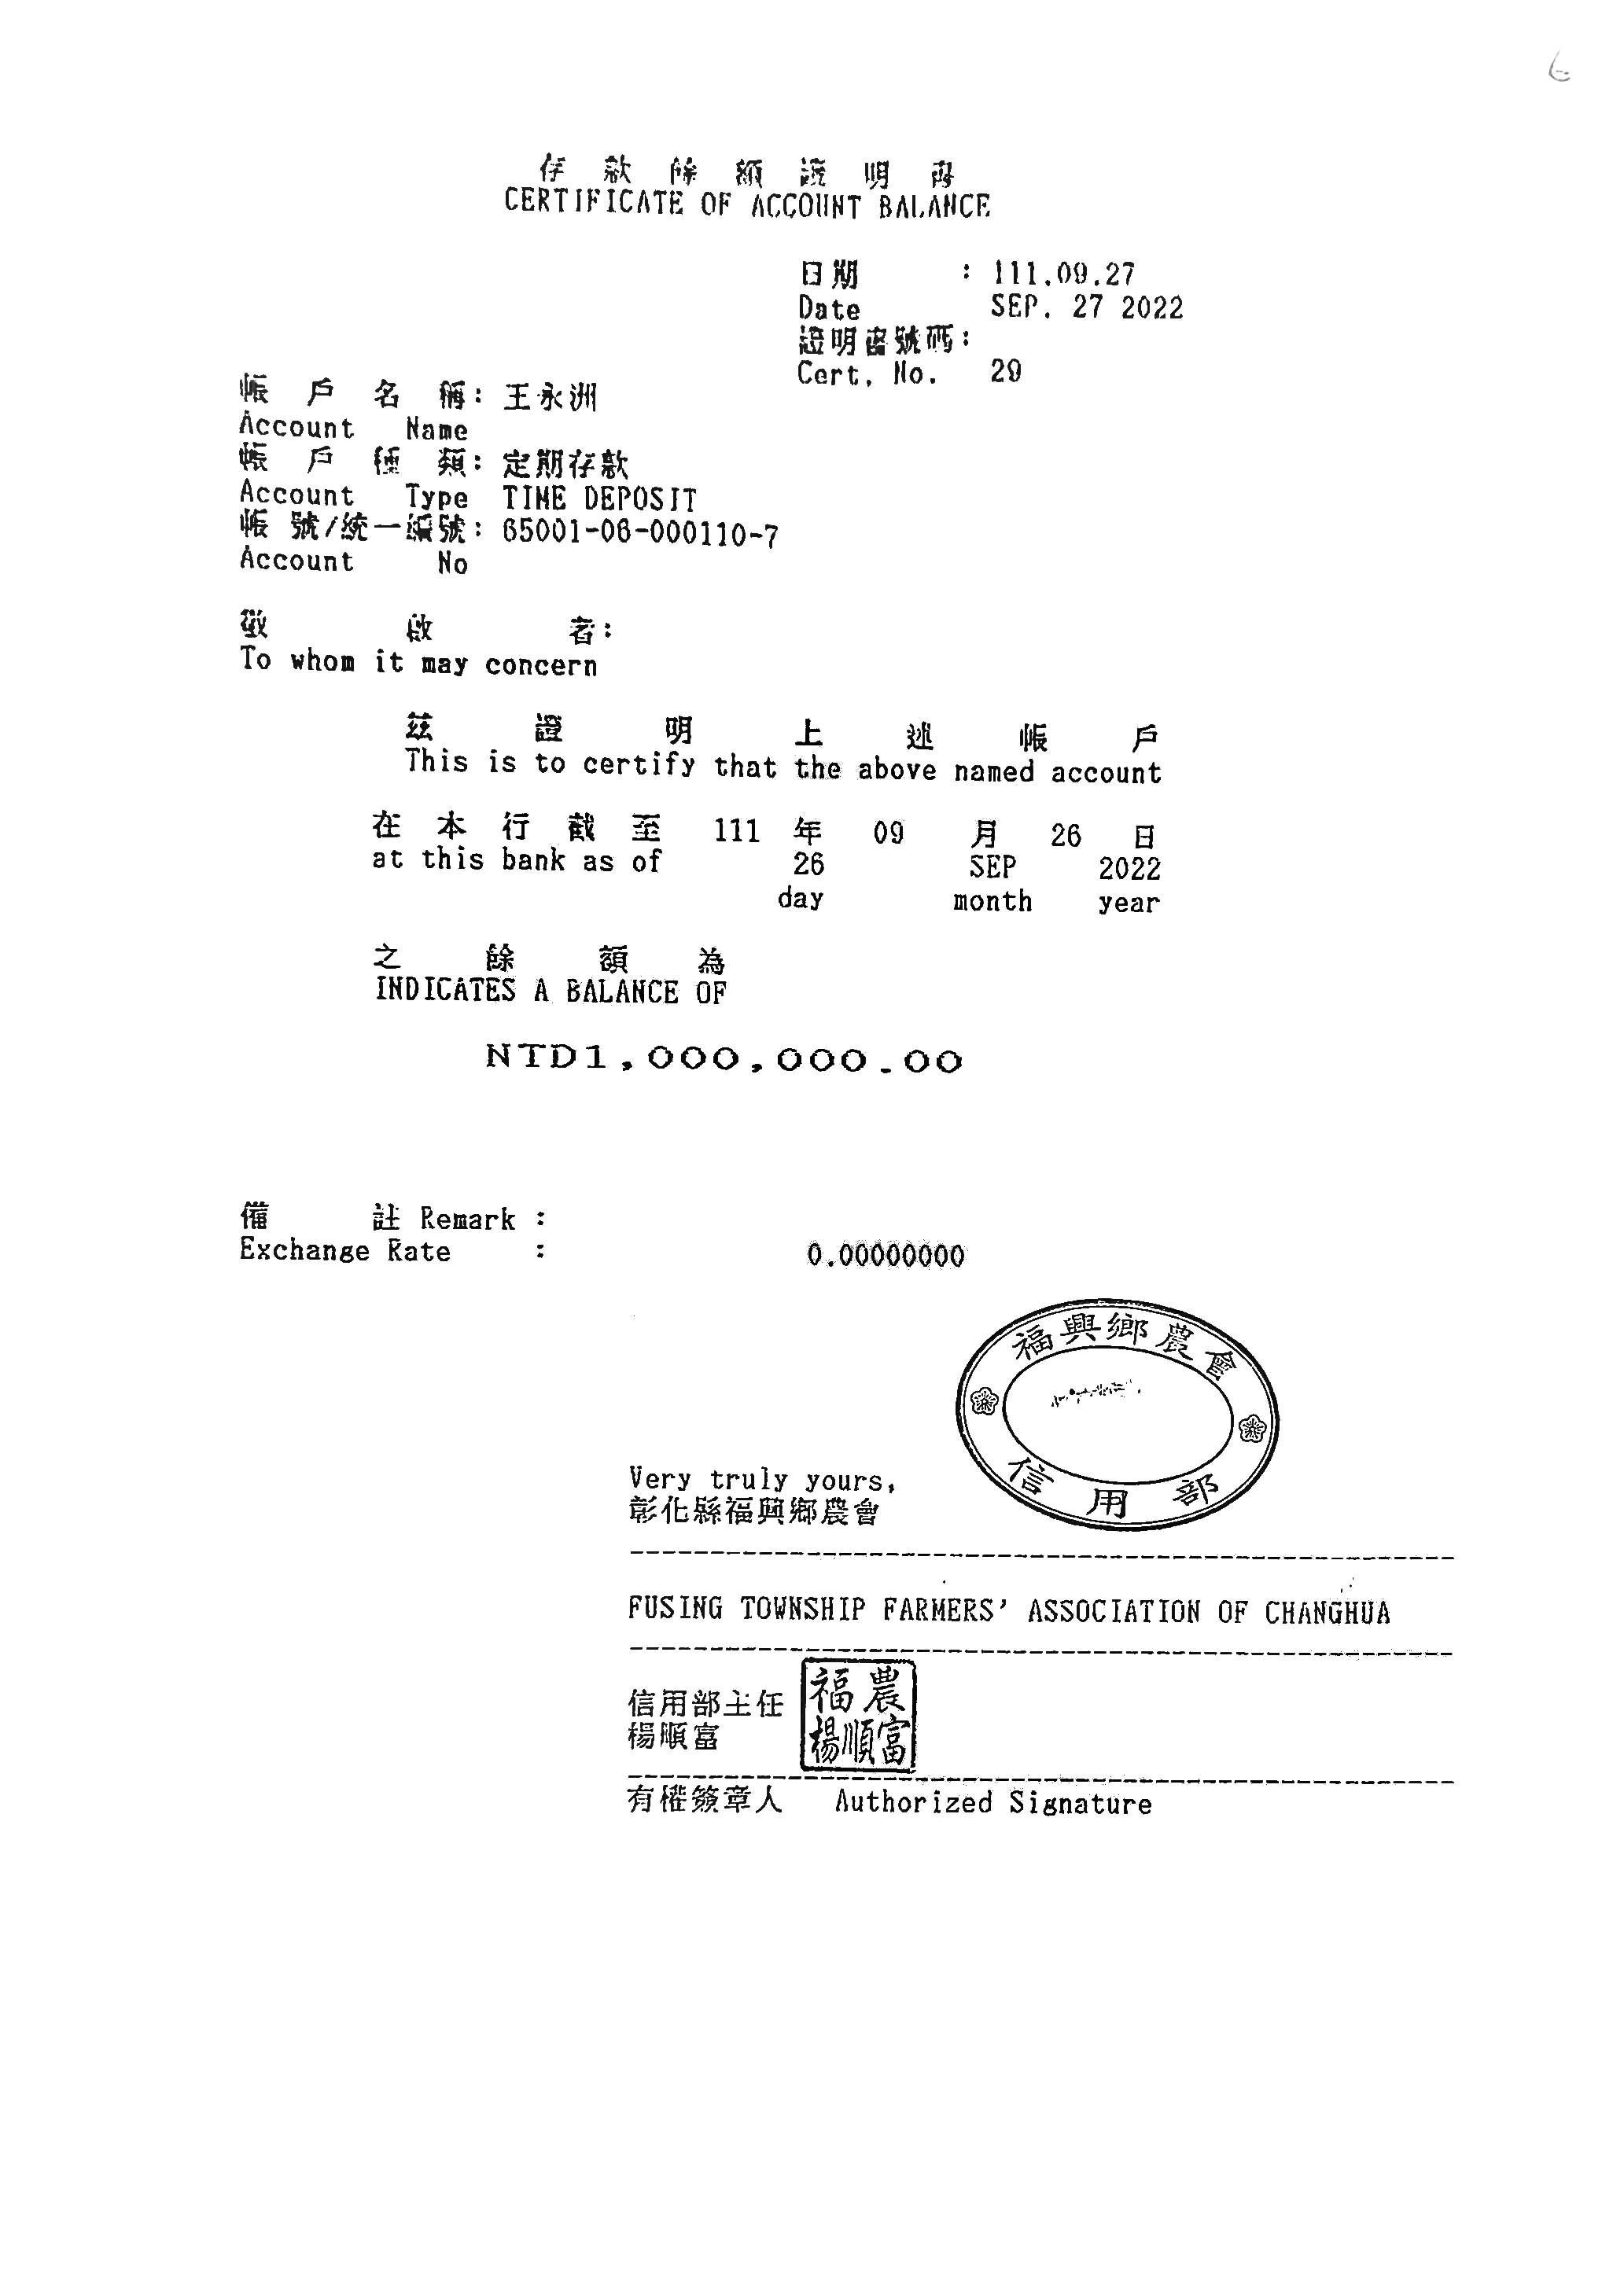 存款餘額證明書
CERTIFICATE OF ACCOUNT BALANCE
日期 : 111.09.27
Date SEP. 27 2022
證明書號碼:
Cert. No. 29
帳戶名稱: 王永洲
Account Name
帳戶種類: 定期存款
Account Type TIME DEPOSIT
帳號/統一編號: 65001-06-000110-7
Account No
敬啟者:
To whom it may concern
茲證明上述帳戶
This is to certify that the above named account
在本行截至 111 年 09 月 26 日
at this bank as of 26 SEP 2022
day month year
之餘額為
INDICATES A BALANCE OF
NTD1,000,000.00
備註 Remark :
Exchange Rate : 0.00000000
福興鄉農會
信用部
Very truly yours,
彰化縣福興鄉農會
FUSING TOWNSHIP FARMERS' ASSOCIATION OF CHANGHUA
信用部主任
楊順富
福農
楊順富
有權簽章人 Authorized Signature